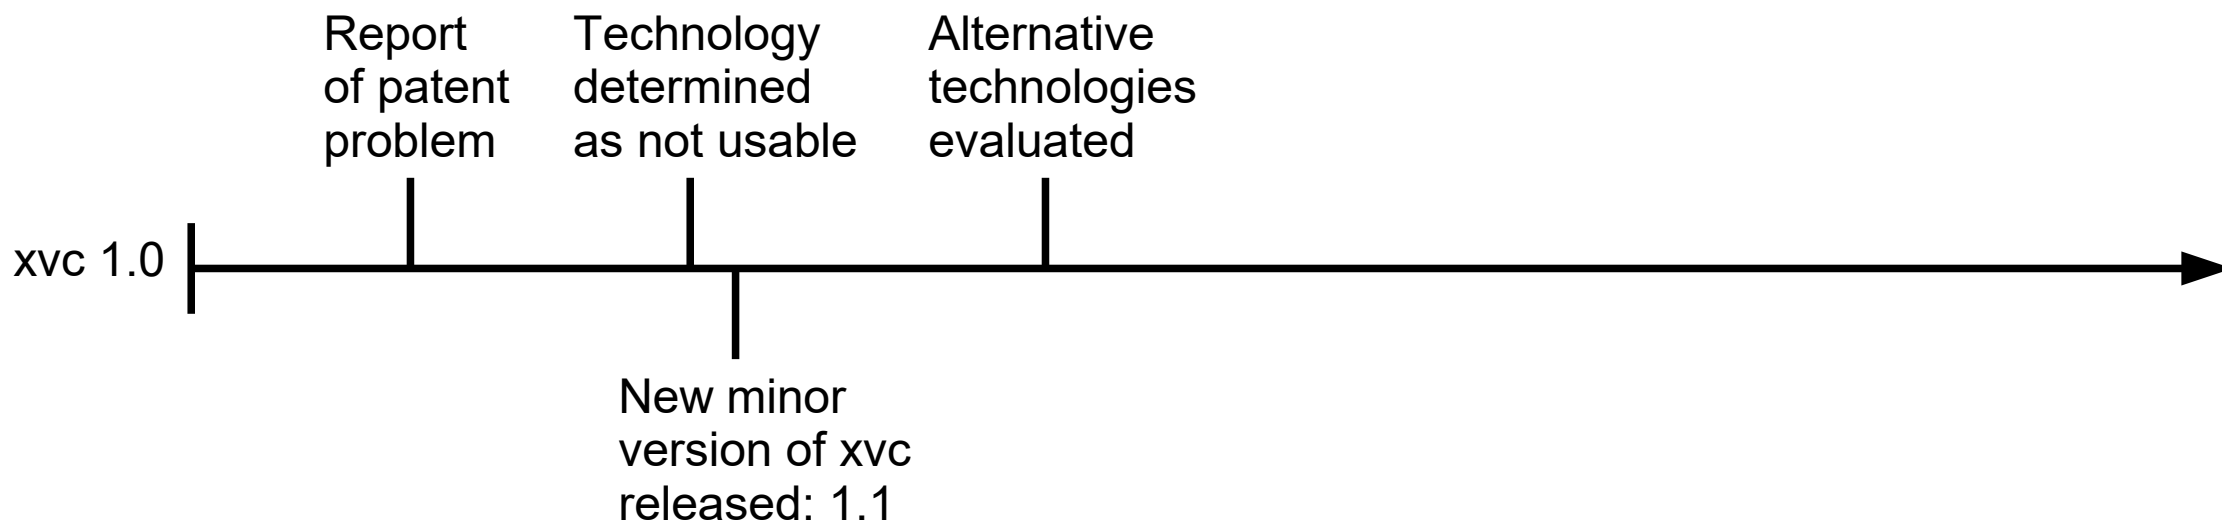 Report
of patent
problem
Technology
determined
as not usable
Alternative
technologies
evaluated
xvc 1.0
New minor
version of xvc
released: 1.1